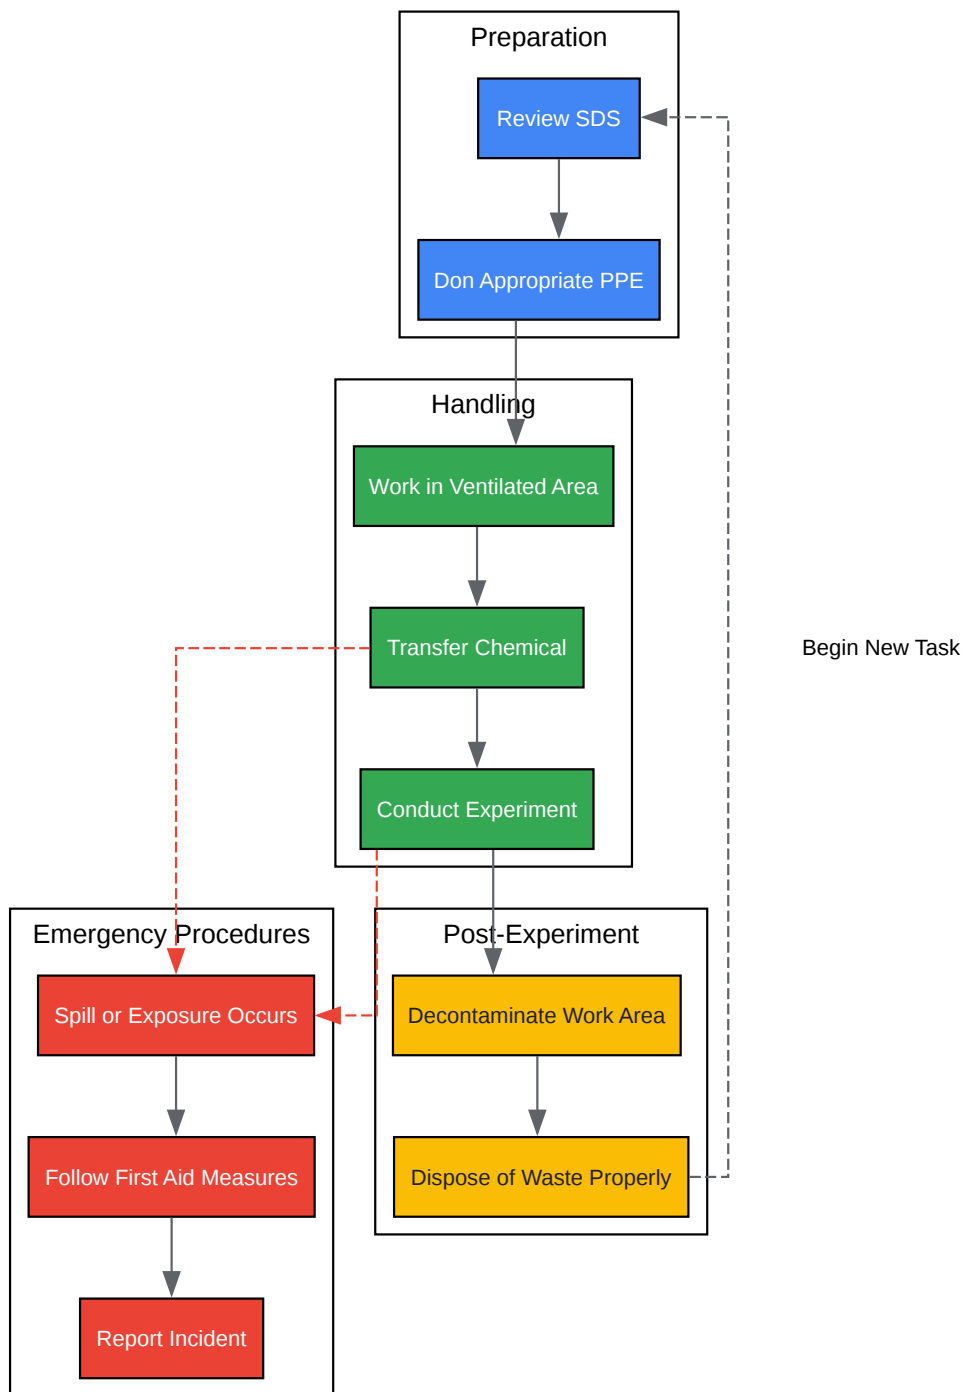 Preparation
Review SDS
Don Appropriate PPE
Handling
Work in Ventilated Area
Transfer Chemical
Begin New Task
Conduct Experiment
Emergency Procedures
Spill or Exposure Occurs
Follow First Aid Measures
Report Incident
Post-Experiment
Decontaminate Work Area
Dispose of Waste Properly